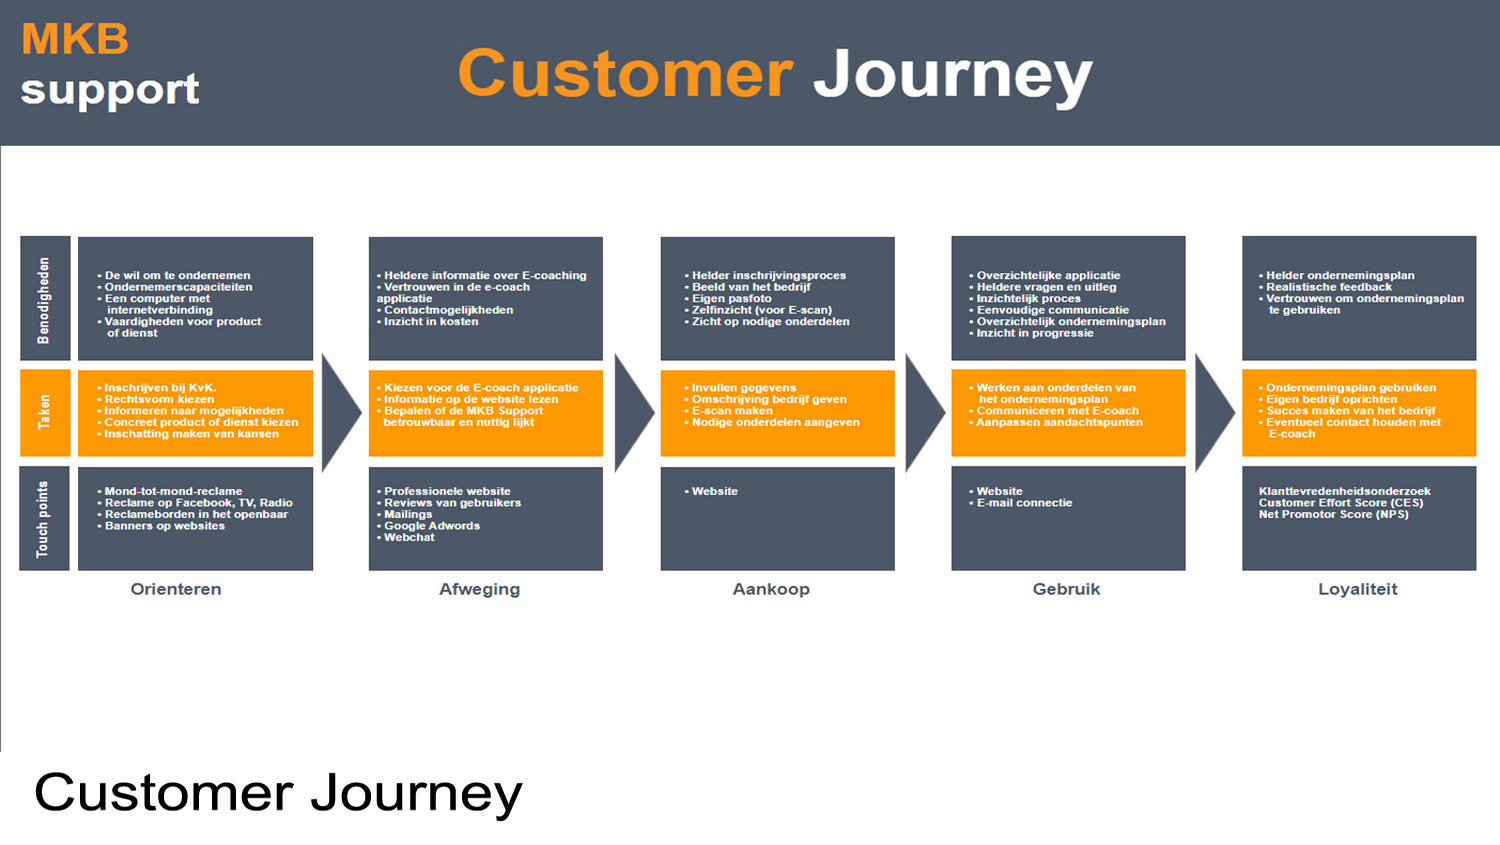 MKB
support
Customer Journey
Benodigheden
• De wil om te ondernemen
• Ondernemerscapaciteiten
• Een computer met
internetverbinding
• Vaardigheden voor product
of dienst
• Heldere informatie over E-coaching
• Vertrouwen in de e-coach
applicatie
• Contactmogelijkheden
• Inzicht in kosten
• Helder inschrijvingsproces
• Beeld van het bedrijf
• Eigen pasfoto
• Zelfinzicht (voor E-scan)
• Zicht op nodige onderdelen
• Overzichtelijke applicatie
• Heldere vragen en uitleg
• Inzichtelijk proces
• Eenvoudige communicatie
• Overzichtelijk ondernemingsplan
• Inzicht in progressie
• Helder ondernemingsplan
• Realistische feedback
• Vertrouwen om ondernemingsplan
te gebruiken
Taken
• Inschrijven bij KvK.
• Rechtsvorm kiezen
• Informeren naar mogelijkheden
• Concreet product of dienst kiezen
• Inschatting maken van kansen
• Kiezen voor de E-coach applicatie
• Informatie op de website lezen
• Bepalen of de MKB Support
betrouwbaar en nuttig lijkt
• Invullen gegevens
• Omschrijving bedrijf geven
• E-scan maken
• Nodige onderdelen aangeven
• Werken aan onderdelen van
het ondernemingsplan
• Communiceren met E-coach
• Aanpassen aandachtspunten
• Ondernemingsplan gebruiken
• Eigen bedrijf oprichten
• Succes maken van het bedrijf
• Eventueel contact houden met
E-coach
Touch points
• Mond-tot-mond-reclame
• Reclame op Facebook, TV, Radio
• Reclameborden in het openbaar
• Banners op websites
• Professionele website
• Reviews van gebruikers
• Mailings
• Google Adwords
• Webchat
• Website
• Website
• E-mail connectie
Klanttevredenheidsonderzoek
Customer Effort Score (CES)
Net Promotor Score (NPS)
Orienteren
Afweging
Aankoop
Gebruik
Loyaliteit
Customer Journey